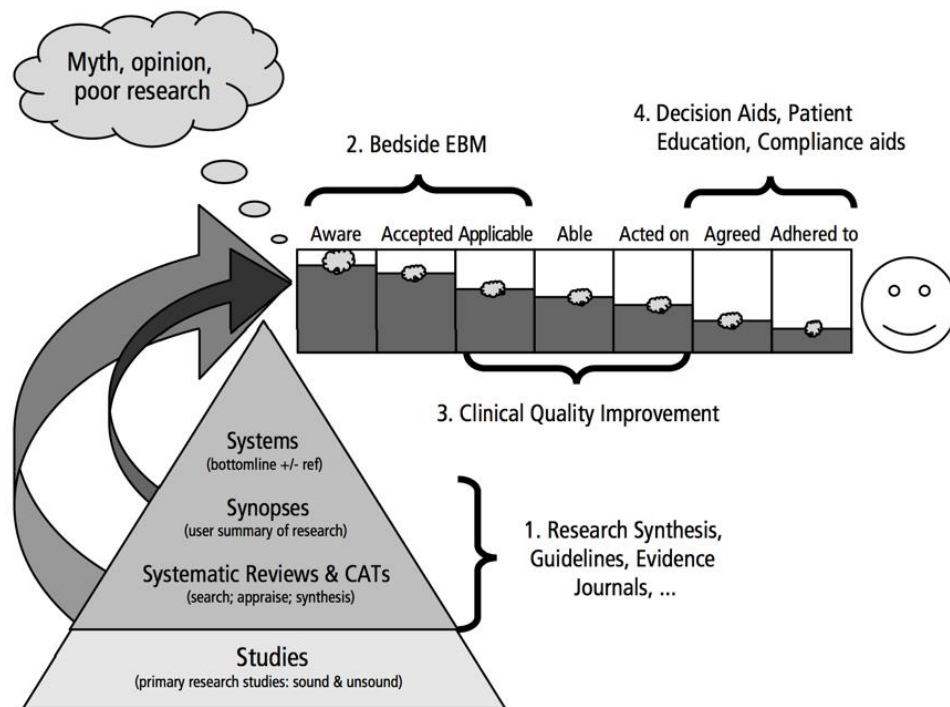 Myth, opinion,
poor research
4. Decision Aids, Patient
Education, Compliance aids
2. Bedside EBM
Aware Accepted Applicable Able Acted on Agreed Adhered to
3. Clinical Quality Improvement
Systems
(bottomline +/- ref)
Synopses
(user summary of research)
Systematic Reviews & CATs
(search; appraise; synthesis)
1. Research Synthesis,
Guidelines, Evidence
Journals, ...
Studies
(primary research studies: sound & unsound)